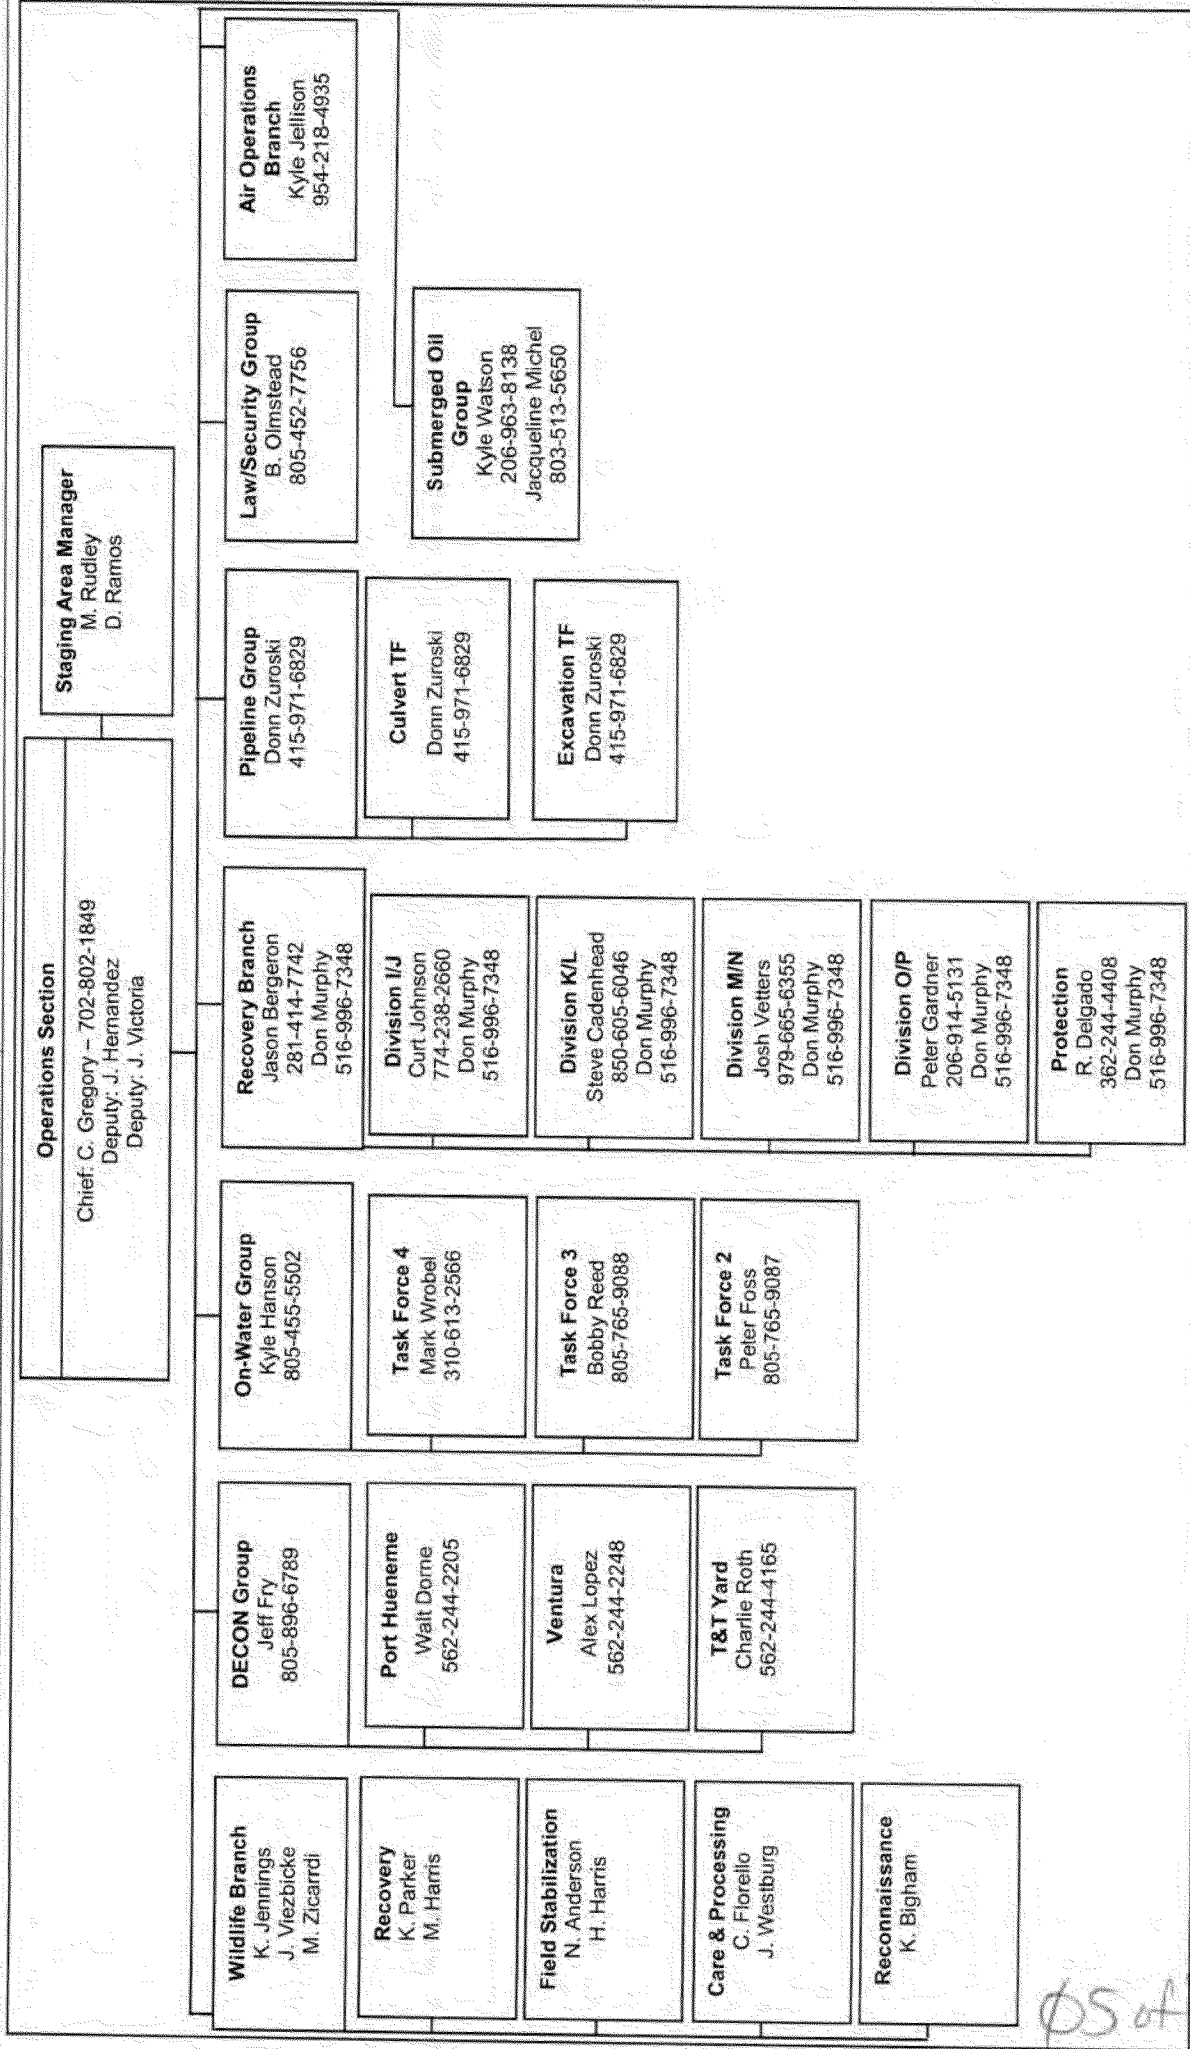 Operations Section
Chief: C. Gregory – 702-802-1849
Deputy: J. Hernandez
Deputy: J. Victoria
Staging Area Manager
M. Rudley
D. Ramos
Wildlife Branch
K. Jennings
J. Viezbicke
M. Zicarrdi
Recovery
K. Parker
M. Harris
Field Stabilization
N. Anderson
H. Harris
Care & Processing
C. Fiorello
J. Westburg
Reconnaissance
K. Bigham
DECON Group
Jeff Fry
805-896-6789
Port Hueneme
Walt Dorne
562-244-2205
Ventura
Alex Lopez
562-244-2248
T&T Yard
Charlie Roth
562-244-4165
On-Water Group
Kyle Hanson
805-455-5502
Task Force 4
Mark Wrobel
310-613-2566
Task Force 3
Bobby Reed
805-765-9088
Task Force 2
Peter Foss
805-765-9087
Recovery Branch
Jason Bergeron
281-414-7742
Don Murphy
516-996-7348
Division I/J
Curt Johnson
774-238-2660
Don Murphy
516-996-7348
Division K/L
Steve Cadenhead
850-605-6046
Don Murphy
516-996-7348
Division M/N
Josh Vetters
979-665-6355
Don Murphy
516-996-7348
Division O/P
Peter Gardner
206-914-5131
Don Murphy
516-996-7348
Protection
R. Delgado
362-244-4408
Don Murphy
516-996-7348
Pipeline Group
Donn Zuroski
415-971-6829
Culvert TF
Donn Zuroski
415-971-6829
Excavation TF
Donn Zuroski
415-971-6829
Law/Security Group
B. Olmstead
805-452-7756
Submerged Oil
Group
Kyle Watson
206-963-8138
Jacqueline Michel
803-513-5650
Air Operations
Branch
Kyle Jellison
954-218-4935
05 of